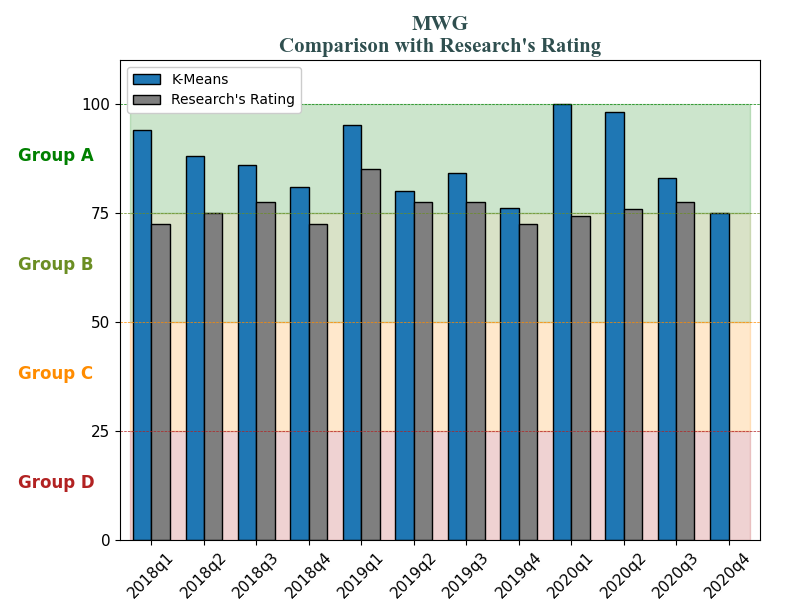 MWG
Comparison with Research's Rating
K-Means
Research's Rating
100
Group A
75
Group B
50
Group C
25
Group D
0
2018q1 2018q2 2018q3 2018q4 2019q1 2019q2 2019q3 2019q4 2020q1 2020q2 2020q3 2020q4